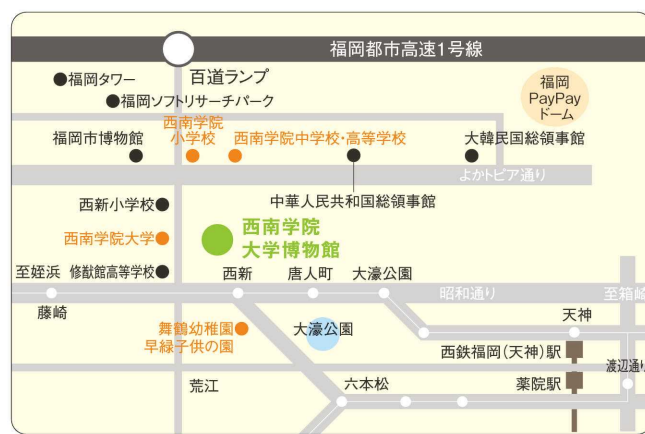 福岡都市高速1号線
百道ランプ
福岡タワー
福岡ソフトリサーチパーク
福岡
PayPay
ドーム
福岡市博物館
西南学院
小学校
西南学院中学校・高等学校
大韓民国総領事館
よかトピア通り
中華人民共和国総領事館
西新小学校
西南学院大学
西南学院
大学博物館
至姪浜
修猷館高等学校
西新
唐人町
大濠公園
昭和通り
至箱崎
藤崎
天神
舞鶴幼稚園
早緑子供の園
大濠公園
西鉄福岡(天神)駅
渡辺通り
荒江
六本松
薬院駅